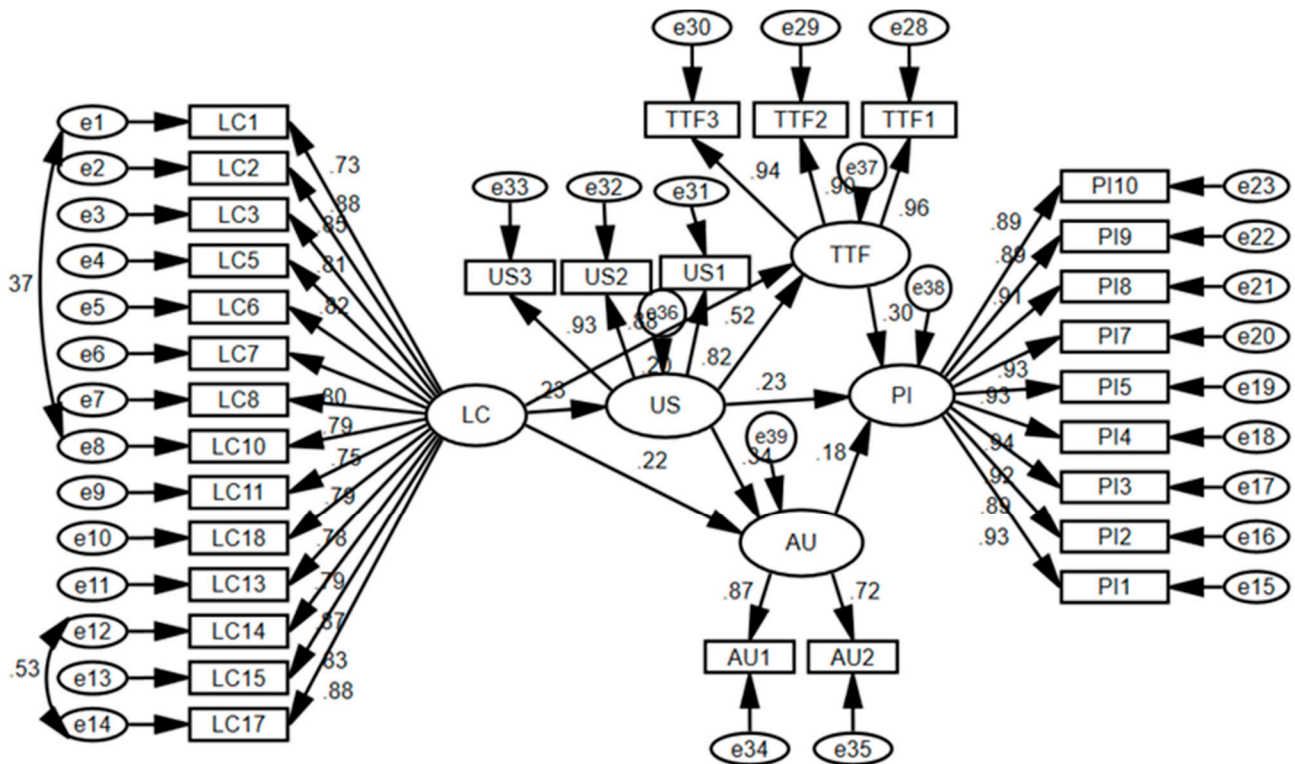 e30 e29 e28
TTF3 TTF2 TTF1
e1 LC1
e2 LC2
e3 LC3
e4 LC5
e5 LC6
e6 LC7
e7 LC8
e8 LC10
e9 LC11
e10 LC18
e11 LC13
e12 LC14
e13 LC15
e14 LC17
37
.53
.73
.88
.85
.81
.82
.80
.79
.75
.79
.78
.79
.87
.83
.88
LC
e33 e32 e31
US3 US2 US1
.93 .88 e36
.20
.23
US
.52
.82
.22
.94 .90 e37 .96
TTF
.30 e38
.23
PI
e39
.34 .18
AU
.87 .72
AU1 AU2
e34 e35
.89
.89
.91
.93
.93
.94
.92
.89
.93
PI10 e23
PI9 e22
PI8 e21
PI7 e20
PI5 e19
PI4 e18
PI3 e17
PI2 e16
PI1 e15